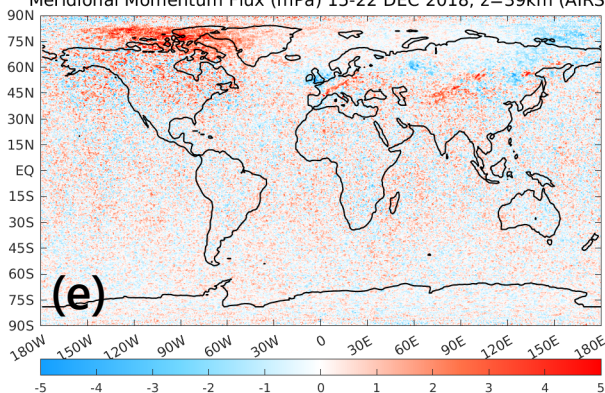 Meridional Momentum Flux (mPa) 15-22 DEC 2018, z=39km (AIRS
90N
75N
60N
45N
30N
15N
EQ
15S
30S
45S
60S
75S
90S
(e)
180W 150W 120W 90W 60W 30W 0 30E 60E 90E 120E 150E 180E
-5 -4 -3 -2 -1 0 1 2 3 4 5